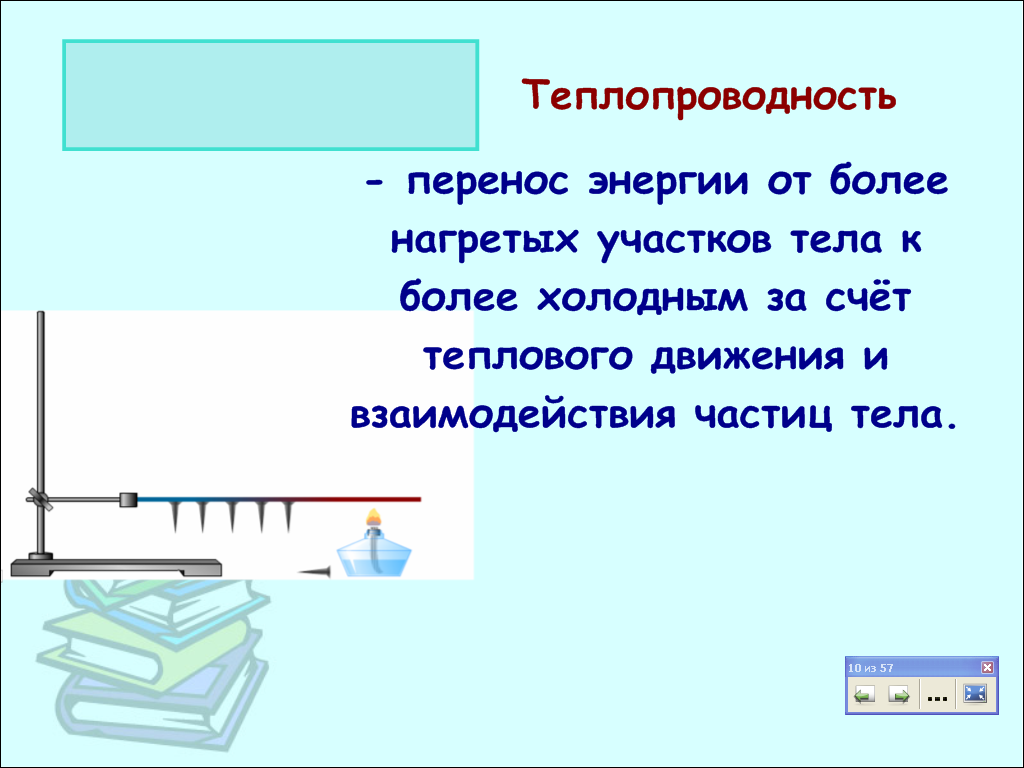 Теплопроводность
- перенос энергии от более
нагретых участков тела к
более холодным за счёт
теплового движения и
взаимодействия частиц тела.
10 из 57
...